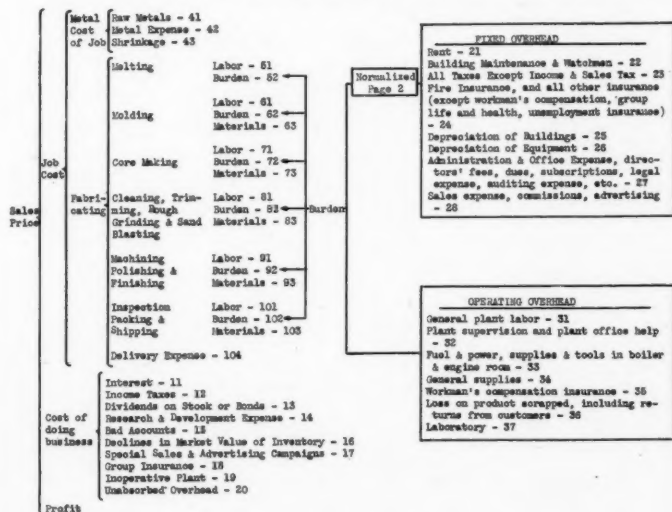 Sales
Price
Job
Cost
Metal
Cost
of Job
Raw Metals - 41
Metal Expense - 42
Shrinkage - 43
Fabri-
cating
Melting
Labor - 51
Burden - 52
Molding
Labor - 61
Burden - 62
Materials - 63
Core Making
Labor - 71
Burden - 72
Materials - 73
Cleaning, Trim-
ming, Rough
Grinding & Sand
Blasting
Labor - 81
Burden - 83
Materials - 83
Machining
Polishing &
Finishing
Labor - 91
Burden - 92
Materials - 93
Inspection
Packing &
Shipping
Labor - 101
Burden - 102
Materials - 103
Delivery Expense - 104
Cost of
doing
business
Interest - 11
Income Taxes - 12
Dividends on Stock or Bonds - 13
Research & Development Expense - 14
Bad Accounts - 15
Declines in Market Value of Inventory - 16
Special Sales & Advertising Campaigns - 17
Group Insurance - 18
Inoperative Plant - 19
Unabsorbed Overhead - 20
Profit
Burden
Normalized
Page 2
FIXED OVERHEAD
Rent - 21
Building Maintenance & Watchmen - 22
All Taxes Except Income & Sales Tax - 23
Fire Insurance, and all other insurance
(except workman's compensation, group
life and health, unemployment insurance)
- 24
Depreciation of Buildings - 25
Depreciation of Equipment - 26
Administration & Office Expense, direc-
tors' fees, dues, subscriptions, legal
expense, auditing expense, etc. - 27
Sales expense, commissions, advertising
- 28
OPERATING OVERHEAD
General plant labor - 31
Plant supervision and plant office help
- 32
Fuel & power, supplies & tools in boiler
& engine room - 33
General supplies - 34
Workman's compensation insurance - 35
Loss on product scrapped, including re-
turns from customers - 36
Laboratory - 37